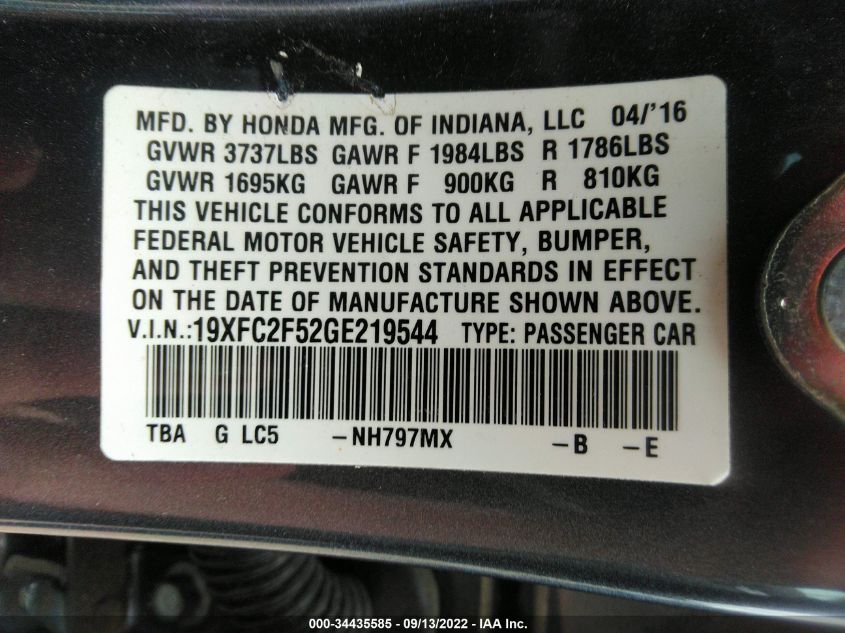 MFD. BY HONDA MFG. OF INDIANA, LLC 04/'16
GVWR 3737LBS GAWR F 1984LBS R 1786LBS
GVWR 1695KG GAWR F 900KG R 810KG
THIS VEHICLE CONFORMS TO ALL APPLICABLE
FEDERAL MOTOR VEHICLE SAFETY, BUMPER,
AND THEFT PREVENTION STANDARDS IN EFFECT
ON THE DATE OF MANUFACTURE SHOWN ABOVE.
V.I.N.:19XFC2F52GE219544 TYPE: PASSENGER CAR
TBA G LC5 -NH797MX -B -E
000-34435585 - 09/13/2022 - IAA Inc.